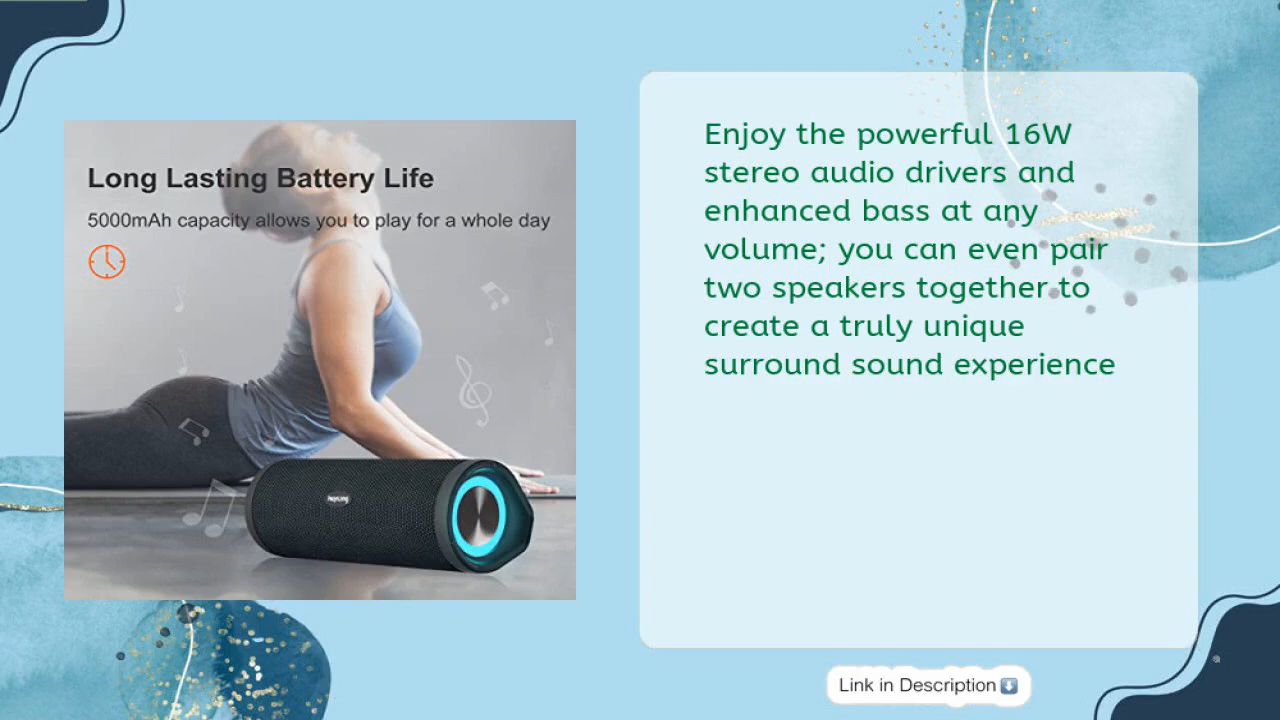 Long Lasting Battery Life
5000mAh capacity allows you to play for a whole day
Enjoy the powerful 16W
stereo audio drivers and
enhanced bass at any
volume; you can even pair
two speakers together to
create a truly unique
surround sound experience
Link in Description